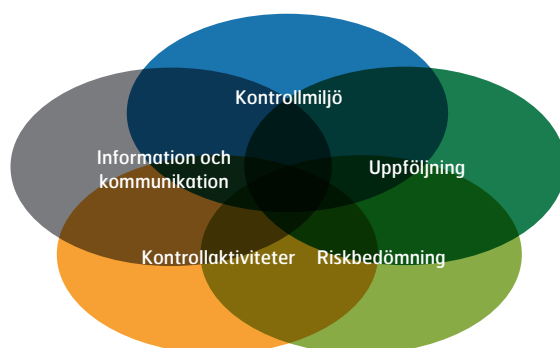 Kontrollmiljö
Information och
kommunikation
Uppföljning
Kontrollaktiviteter
Riskbedömning